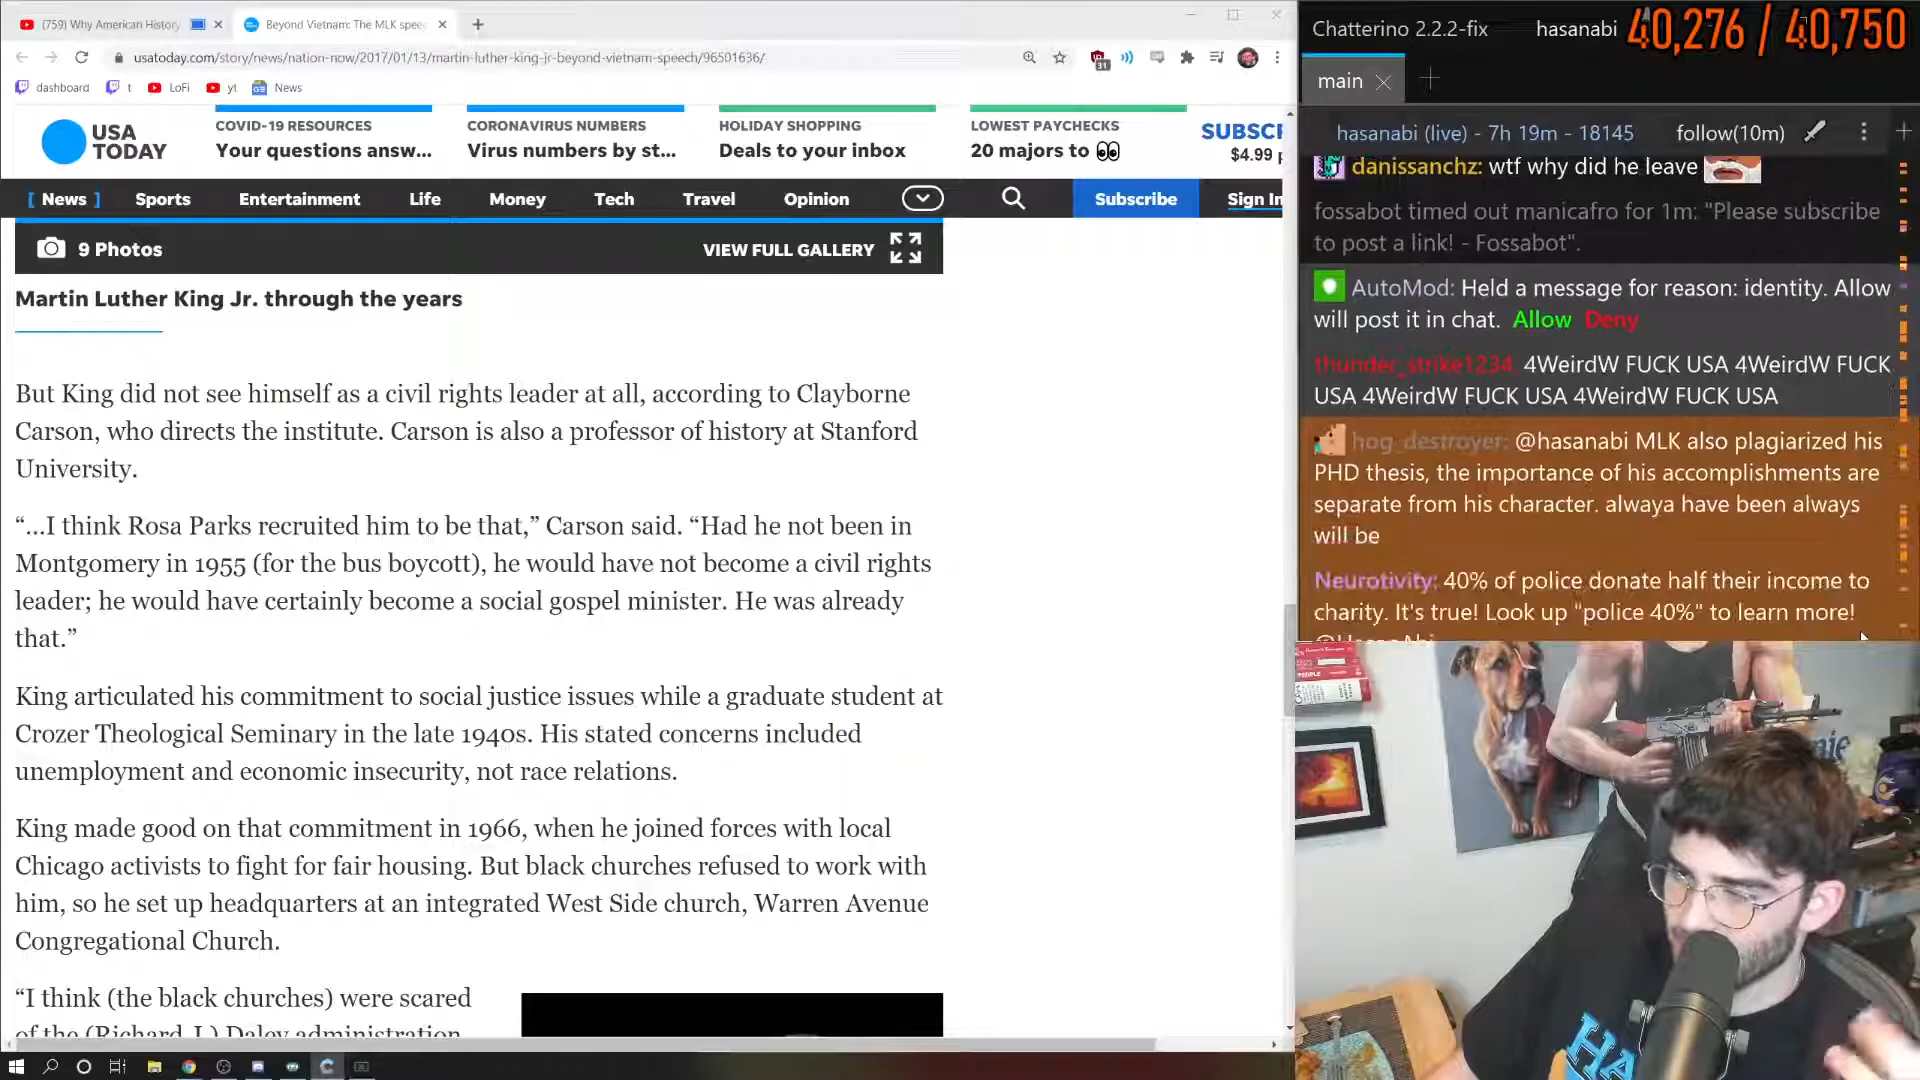 (759) Why American History
Beyond Vietnam: The MLK spee
usatoday.com/story/news/nation-now/2017/01/13/martin-luther-king-jr-beyond-vietnam-speech/96501636/
31
dashboard
t
LoFi
yt
News
USA
TODAY
COVID-19 RESOURCES
Your questions answ...
CORONAVIRUS NUMBERS
Virus numbers by st...
HOLIDAY SHOPPING
Deals to your inbox
LOWEST PAYCHECKS
20 majors to 👀
SUBSC
$4.99
[ News ]
Sports
Entertainment
Life
Money
Tech
Travel
Opinion
Subscribe
Sign In
9 Photos
VIEW FULL GALLERY
Martin Luther King Jr. through the years
But King did not see himself as a civil rights leader at all, according to Clayborne
Carson, who directs the institute. Carson is also a professor of history at Stanford
University.
“...I think Rosa Parks recruited him to be that,” Carson said. “Had he not been in
Montgomery in 1955 (for the bus boycott), he would have not become a civil rights
leader; he would have certainly become a social gospel minister. He was already
that.”
King articulated his commitment to social justice issues while a graduate student at
Crozer Theological Seminary in the late 1940s. His stated concerns included
unemployment and economic insecurity, not race relations.
King made good on that commitment in 1966, when he joined forces with local
Chicago activists to fight for fair housing. But black churches refused to work with
him, so he set up headquarters at an integrated West Side church, Warren Avenue
Congregational Church.
“I think (the black churches) were scared
of the (Richard J.) Daley administration
Chatterino 2.2.2-fix
hasanabi
40,276 / 40,750
main
hasanabi (live) - 7h 19m - 18145
follow(10m)
danissanchz: wtf why did he leave
fossabot timed out manicafro for 1m: "Please subscribe
to post a link! - Fossabot".
AutoMod: Held a message for reason: identity. Allow
will post it in chat. Allow Deny
thunder_strike1234: 4WeirdW FUCK USA 4WeirdW FUCK
USA 4WeirdW FUCK USA 4WeirdW FUCK USA
hog_destroyer: @hasanabi MLK also plagiarized his
PHD thesis, the importance of his accomplishments are
separate from his character. alwaya have been always
will be
Neurotivity: 40% of police donate half their income to
charity. It's true! Look up "police 40%" to learn more!
@HasanAbi
PEOPLE
HA